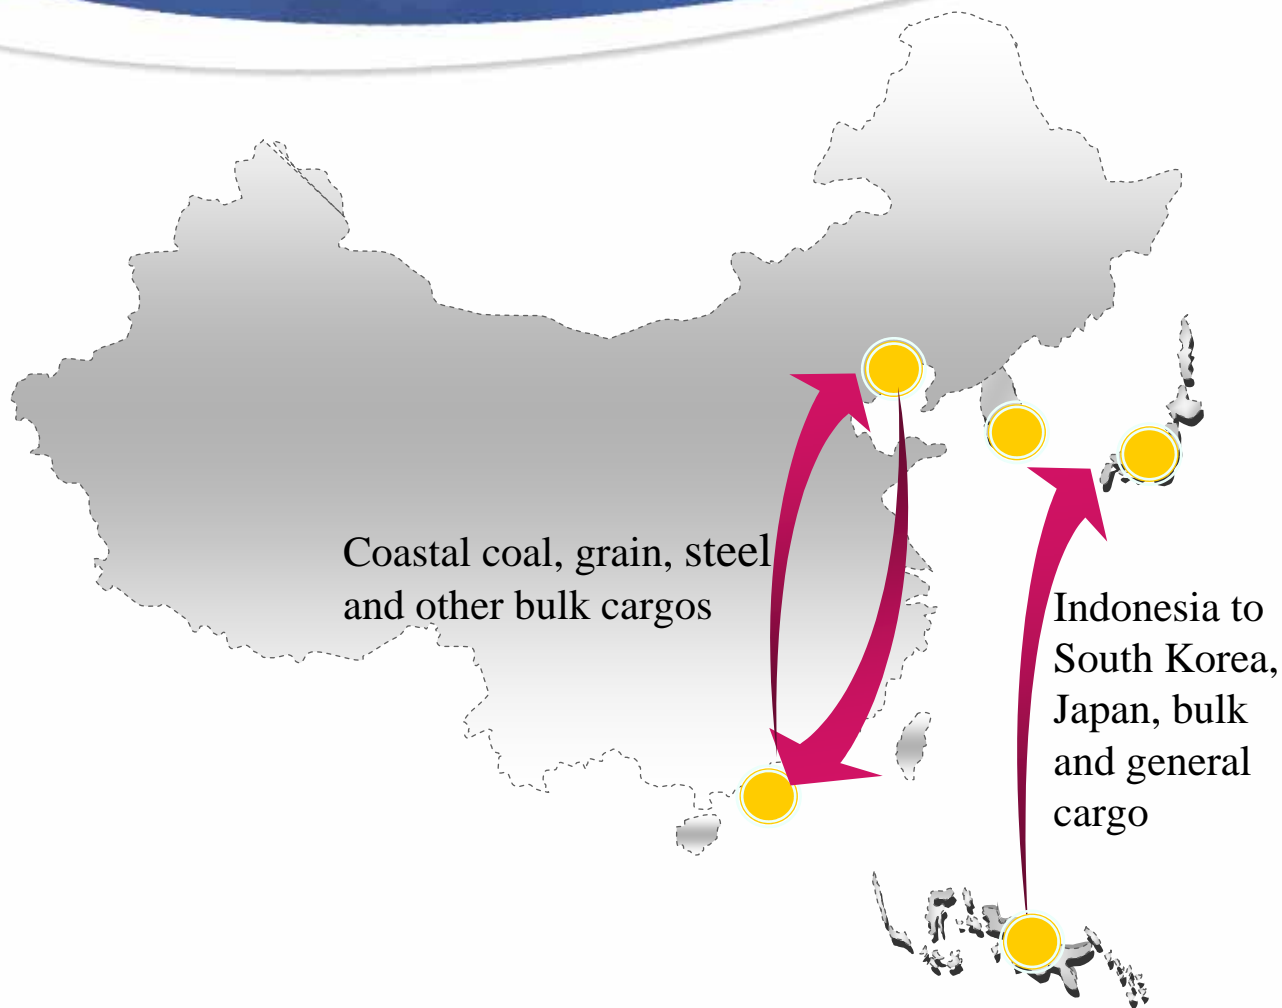 Coastal coal, grain, steel
and other bulk cargos
Indonesia to
South Korea,
Japan, bulk
and general
cargo